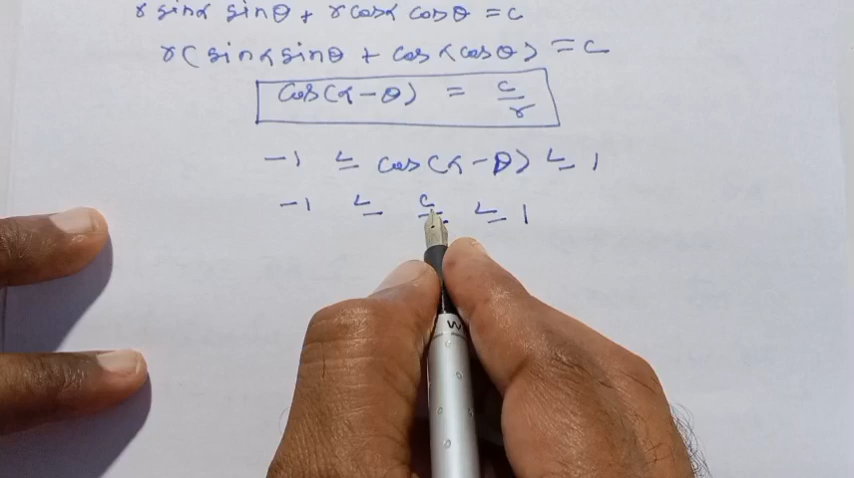 r sinα sinθ + r cosα cosθ = c
r(sinα sinθ + cosα cosθ) = c
cos(α-θ) = c/r
-1 ≤ cos(α-θ) ≤ 1
-1 ≤ c ≤ 1
W